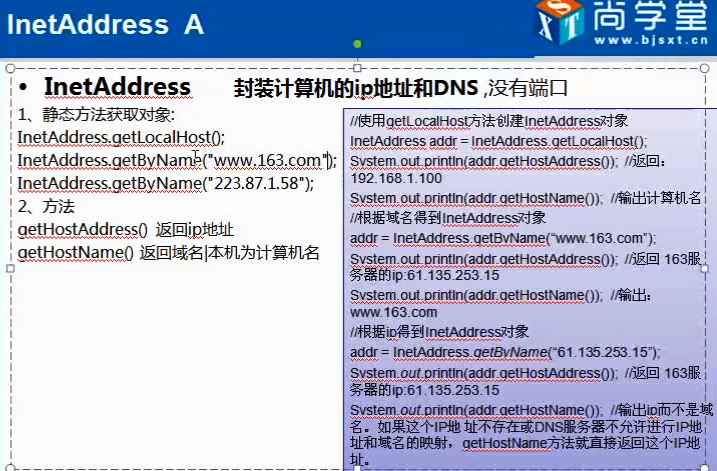 InetAddress A
尚学堂
www.bjsxt.cn
• InetAddress 封装计算机的ip地址和DNS ,没有端口
1、静态方法获取对象:
InetAddress.getLocalHost();
InetAddress.getByName("www.163.com");
InetAddress.getByName("223.87.1.58");
2、方法
getHostAddress() 返回ip地址
getHostName() 返回域名|本机为计算机名
//使用getLocalHost方法创建InetAddress对象
InetAddress addr = InetAddress.getLocalHost();
System.out.println(addr.getHostAddress()); //返回：
192.168.1.100
System.out.println(addr.getHostName()); //输出计算机名
//根据域名得到InetAddress对象
addr = InetAddress.getByName(“www.163.com”);
System.out.println(addr.getHostAddress()); //返回 163服
务器的ip:61.135.253.15
System.out.println(addr.getHostName()); //输出：
www.163.com
//根据ip得到InetAddress对象
addr = InetAddress.getByName(“61.135.253.15”);
System.out.println(addr.getHostAddress()); //返回 163服
务器的ip:61.135.253.15
System.out.println(addr.getHostName()); //输出ip而不是域
名。如果这个IP地 址不存在或DNS服务器不允许进行IP地
址和域名的映射，getHostName方法就直接返回这个IP地
址。